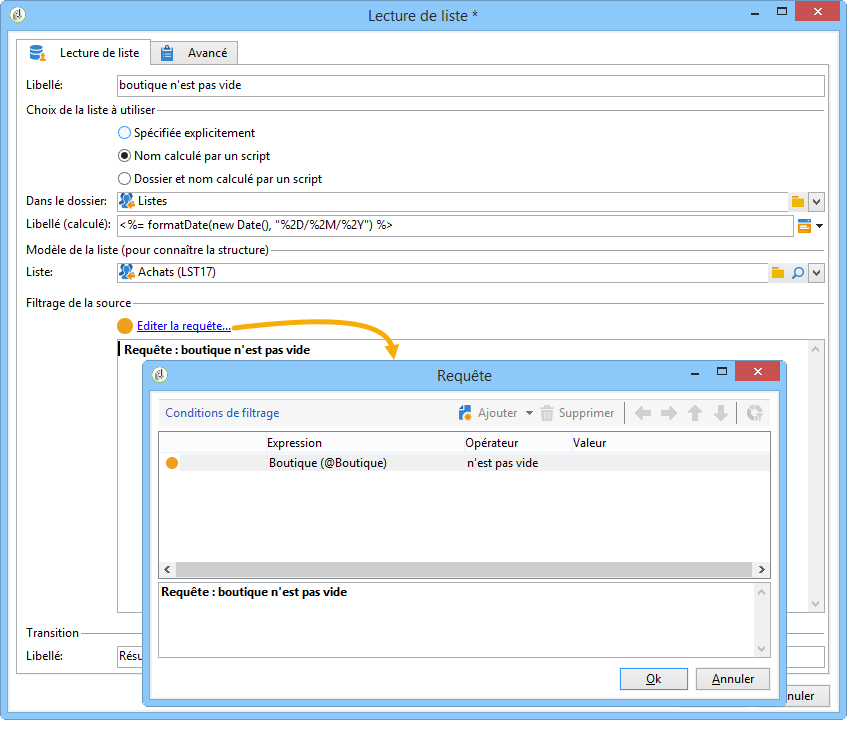 Lecture de liste *
Lecture de liste
Avancé
Libellé: boutique n'est pas vide
Choix de la liste à utiliser
Spécifiée explicitement
Nom calculé par un script
Dossier et nom calculé par un script
Dans le dossier: Listes
Libellé (calculé): <%= formatDate(new Date(), "%2D/%2M/%2Y") %>
Modèle de la liste (pour connaître la structure)
Liste: Achats (LST17)
Filtrage de la source
Editer la requête...
Requête : boutique n'est pas vide
Requête
Conditions de filtrage Ajouter Supprimer
Expression Opérateur Valeur
Boutique (@Boutique) n'est pas vide
Requête : boutique n'est pas vide
Ok Annuler
Transition
Libellé: Résu
nuler